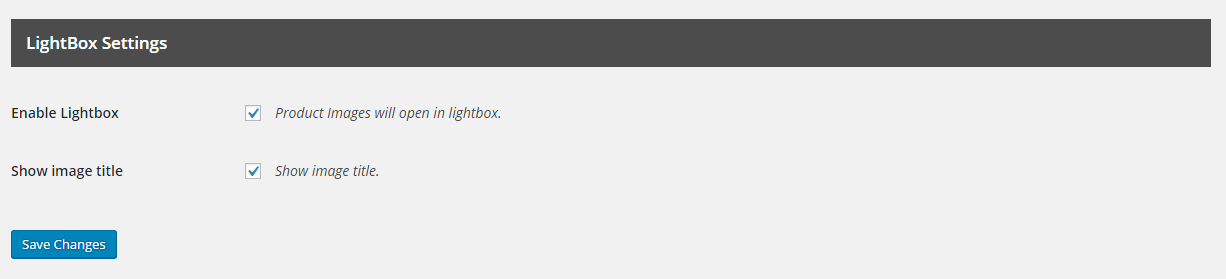 LightBox Settings
Enable Lightbox Product Images will open in lightbox.
Show image title Show image title.
Save Changes